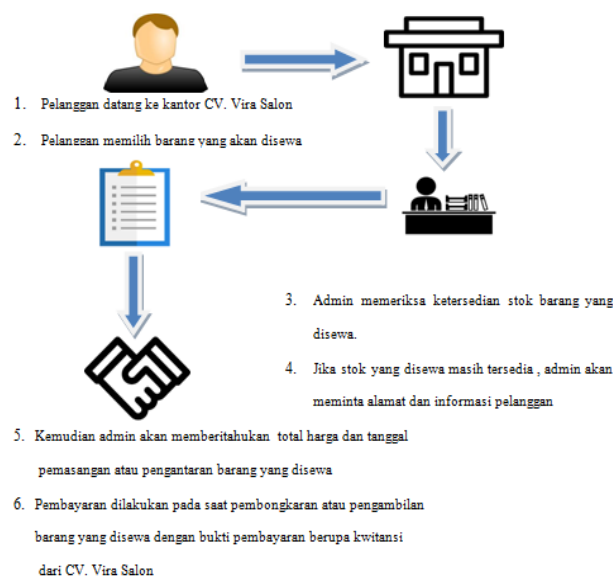 1. Pelanggan datang ke kantor CV. Vira Salon
2. Pelanggan memilih barang yang akan disewa
3. Admin memeriksa ketersedian stok barang yang
disewa.
4. Jika stok yang disewa masih tersedia , admin akan
meminta alamat dan informasi pelanggan
5. Kemudian admin akan memberitahukan total harga dan tanggal
pemasangan atau pengantaran barang yang disewa
6. Pembayaran dilakukan pada saat pembongkaran atau pengambilan
barang yang disewa dengan bukti pembayaran berupa kwitansi
dari CV. Vira Salon